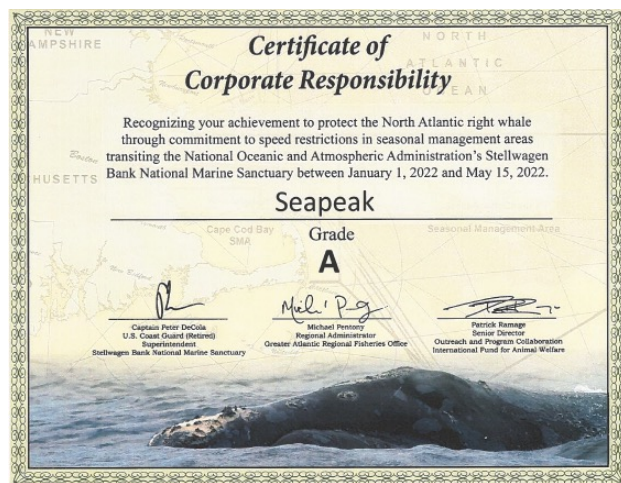 NEW
AMPSHIRE
NORTH
ATLANTIC
OCEAN
Certificate of
Corporate Responsibility
Recognizing your achievement to protect the North Atlantic right whale
through commitment to speed restrictions in seasonal management areas
Boston
transiting the National Oceanic and Atmospheric Administration's Stellwagen
HUSETTS
Bank National Marine Sanctuary between January 1, 2022 and May 15, 2022.
Seapeak
Cape Cod Bay
SMA
Seasonal Management Area
Grade
A
New Bedford
Captain Peter DeCola
U.S. Coast Guard (Retired)
Superintendent
Stellwagen Bank National Marine Sanctuary
Michael Pentony
Regional Administrator
Greater Atlantic Regional Fisheries Office
Patrick Ramage
Senior Director
Outreach and Program Collaboration
International Fund for Animal Welfare